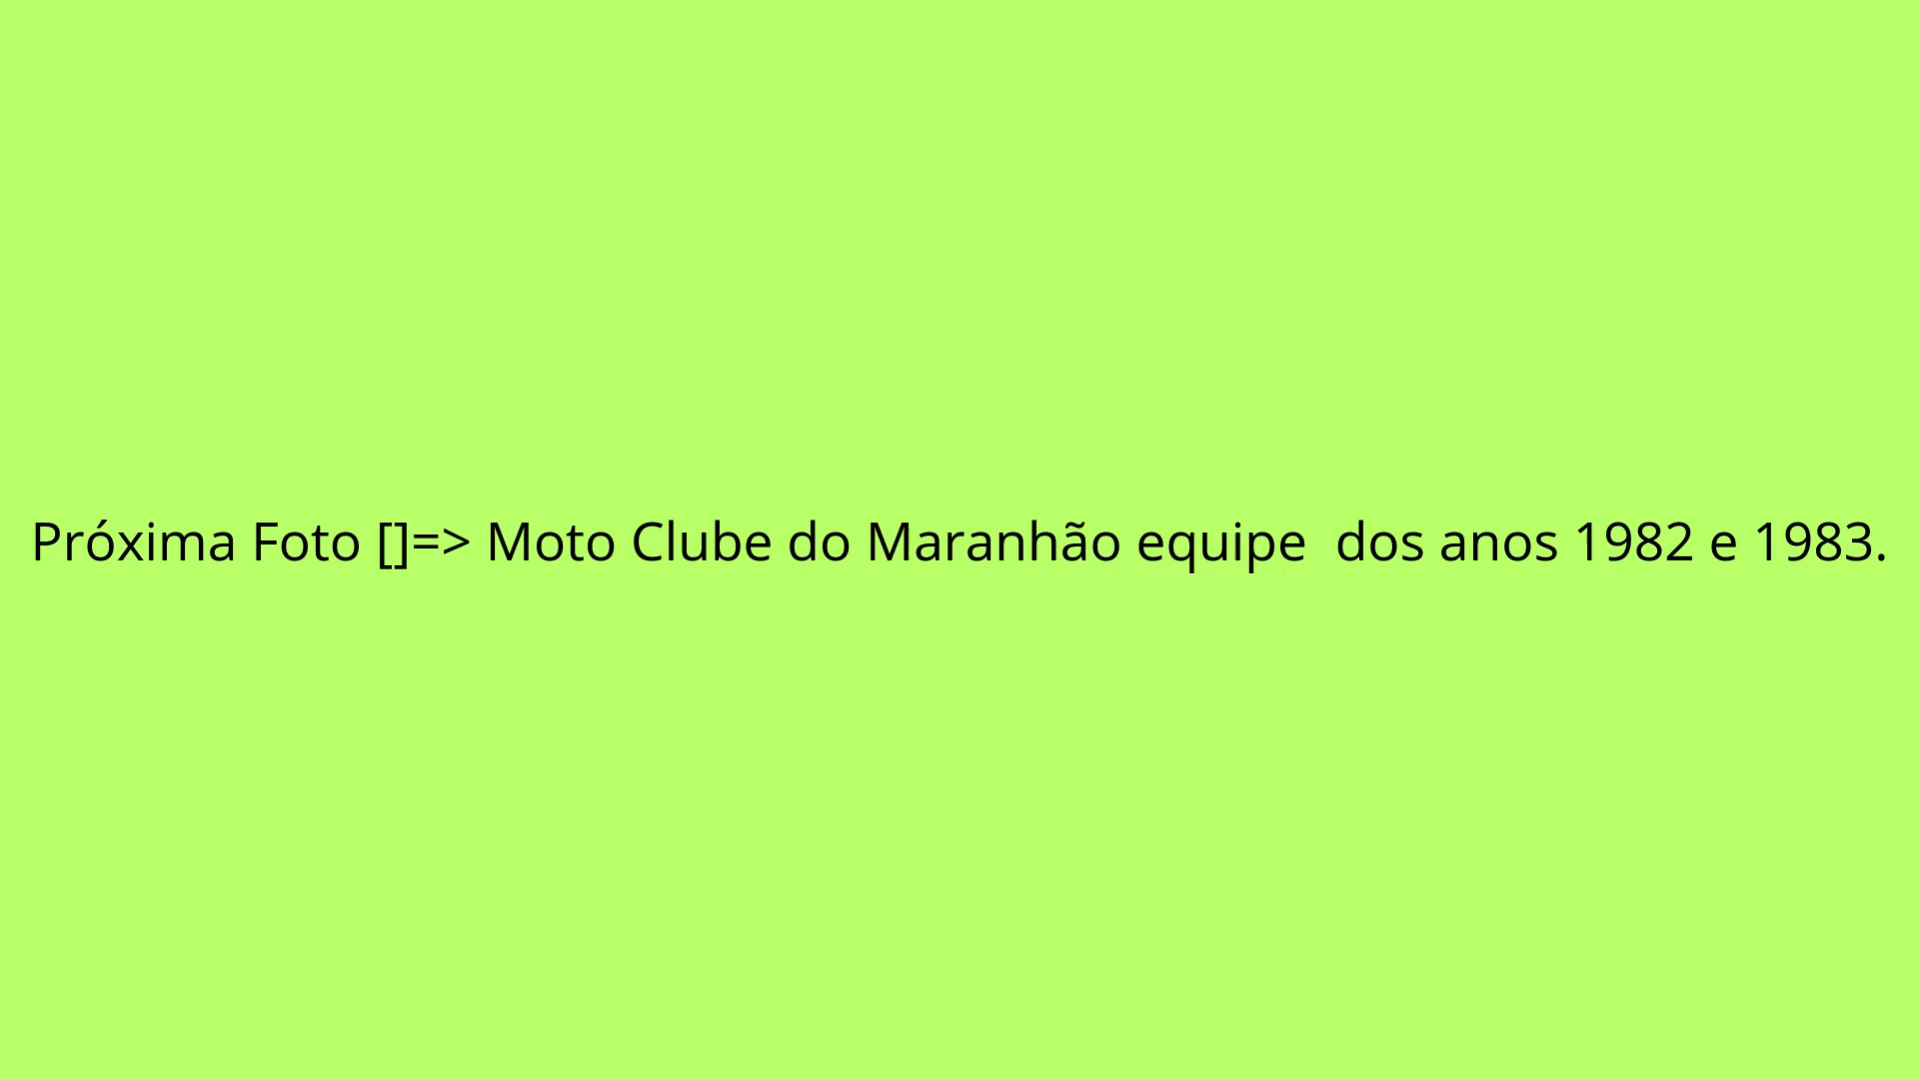 Próxima Foto []=> Moto Clube do Maranhão equipe  dos anos 1982 e 1983.